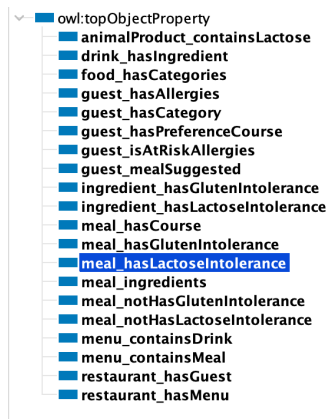 owl:topObjectProperty
animalProduct_containsLactose
drink_hasIngredient
food_hasCategories
guest_hasAllergies
guest_hasCategory
guest_hasPreferenceCourse
guest_isAtRiskAllergies
guest_mealSuggested
ingredient_hasGlutenIntolerance
ingredient_hasLactoseIntolerance
meal_hasCourse
meal_hasGlutenIntolerance
meal_hasLactoseIntolerance
meal_ingredients
meal_notHasGlutenIntolerance
meal_notHasLactoseIntolerance
menu_containsDrink
menu_containsMeal
restaurant_hasGuest
restaurant_hasMenu